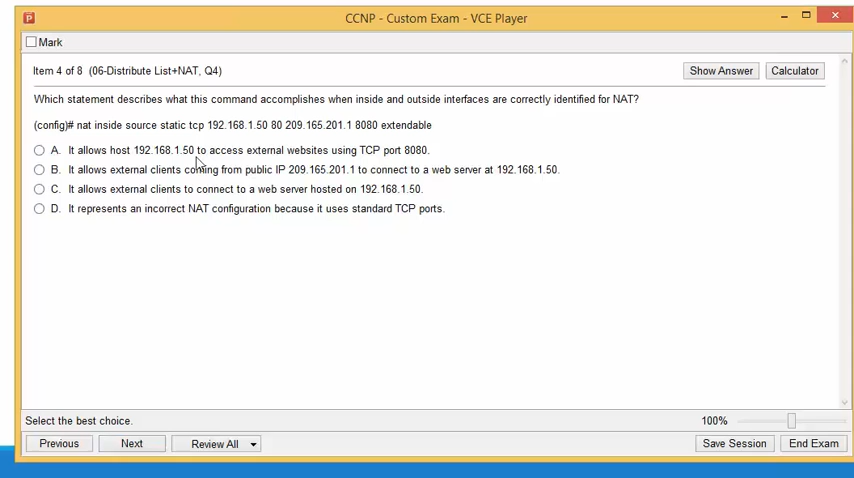 CCNP - Custom Exam - VCE Player
Mark
Item 4 of 8 (06-Distribute List+NAT, Q4)
Show Answer
Calculator
Which statement describes what this command accomplishes when inside and outside interfaces are correctly identified for NAT?
(config)# nat inside source static tcp 192.168.1.50 80 209.165.201.1 8080 extendable
A. It allows host 192.168.1.50 to access external websites using TCP port 8080.
B. It allows external clients coming from public IP 209.165.201.1 to connect to a web server at 192.168.1.50.
C. It allows external clients to connect to a web server hosted on 192.168.1.50.
D. It represents an incorrect NAT configuration because it uses standard TCP ports.
Select the best choice.
100%
Previous
Next
Review All
Save Session
End Exam